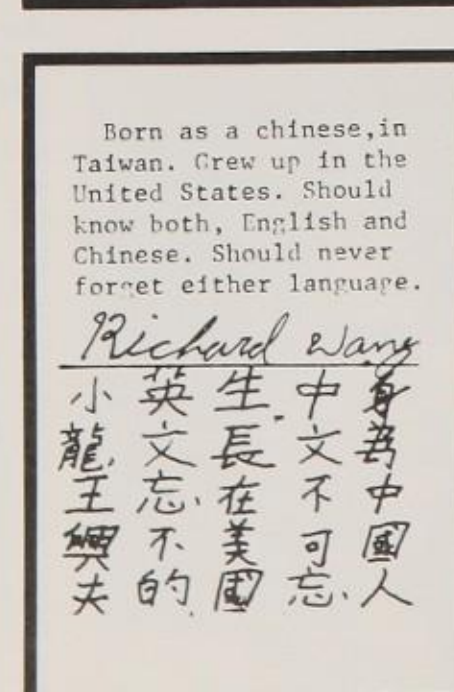 Born as a chinese,in
Taiwan. Grew up in the
United States. Should
know both, English and
Chinese. Should never
forget either language.
Richard Wang
身為中國人
中文不可忘.
生.長在美國
英文忘.不的.
小龍.王興夫